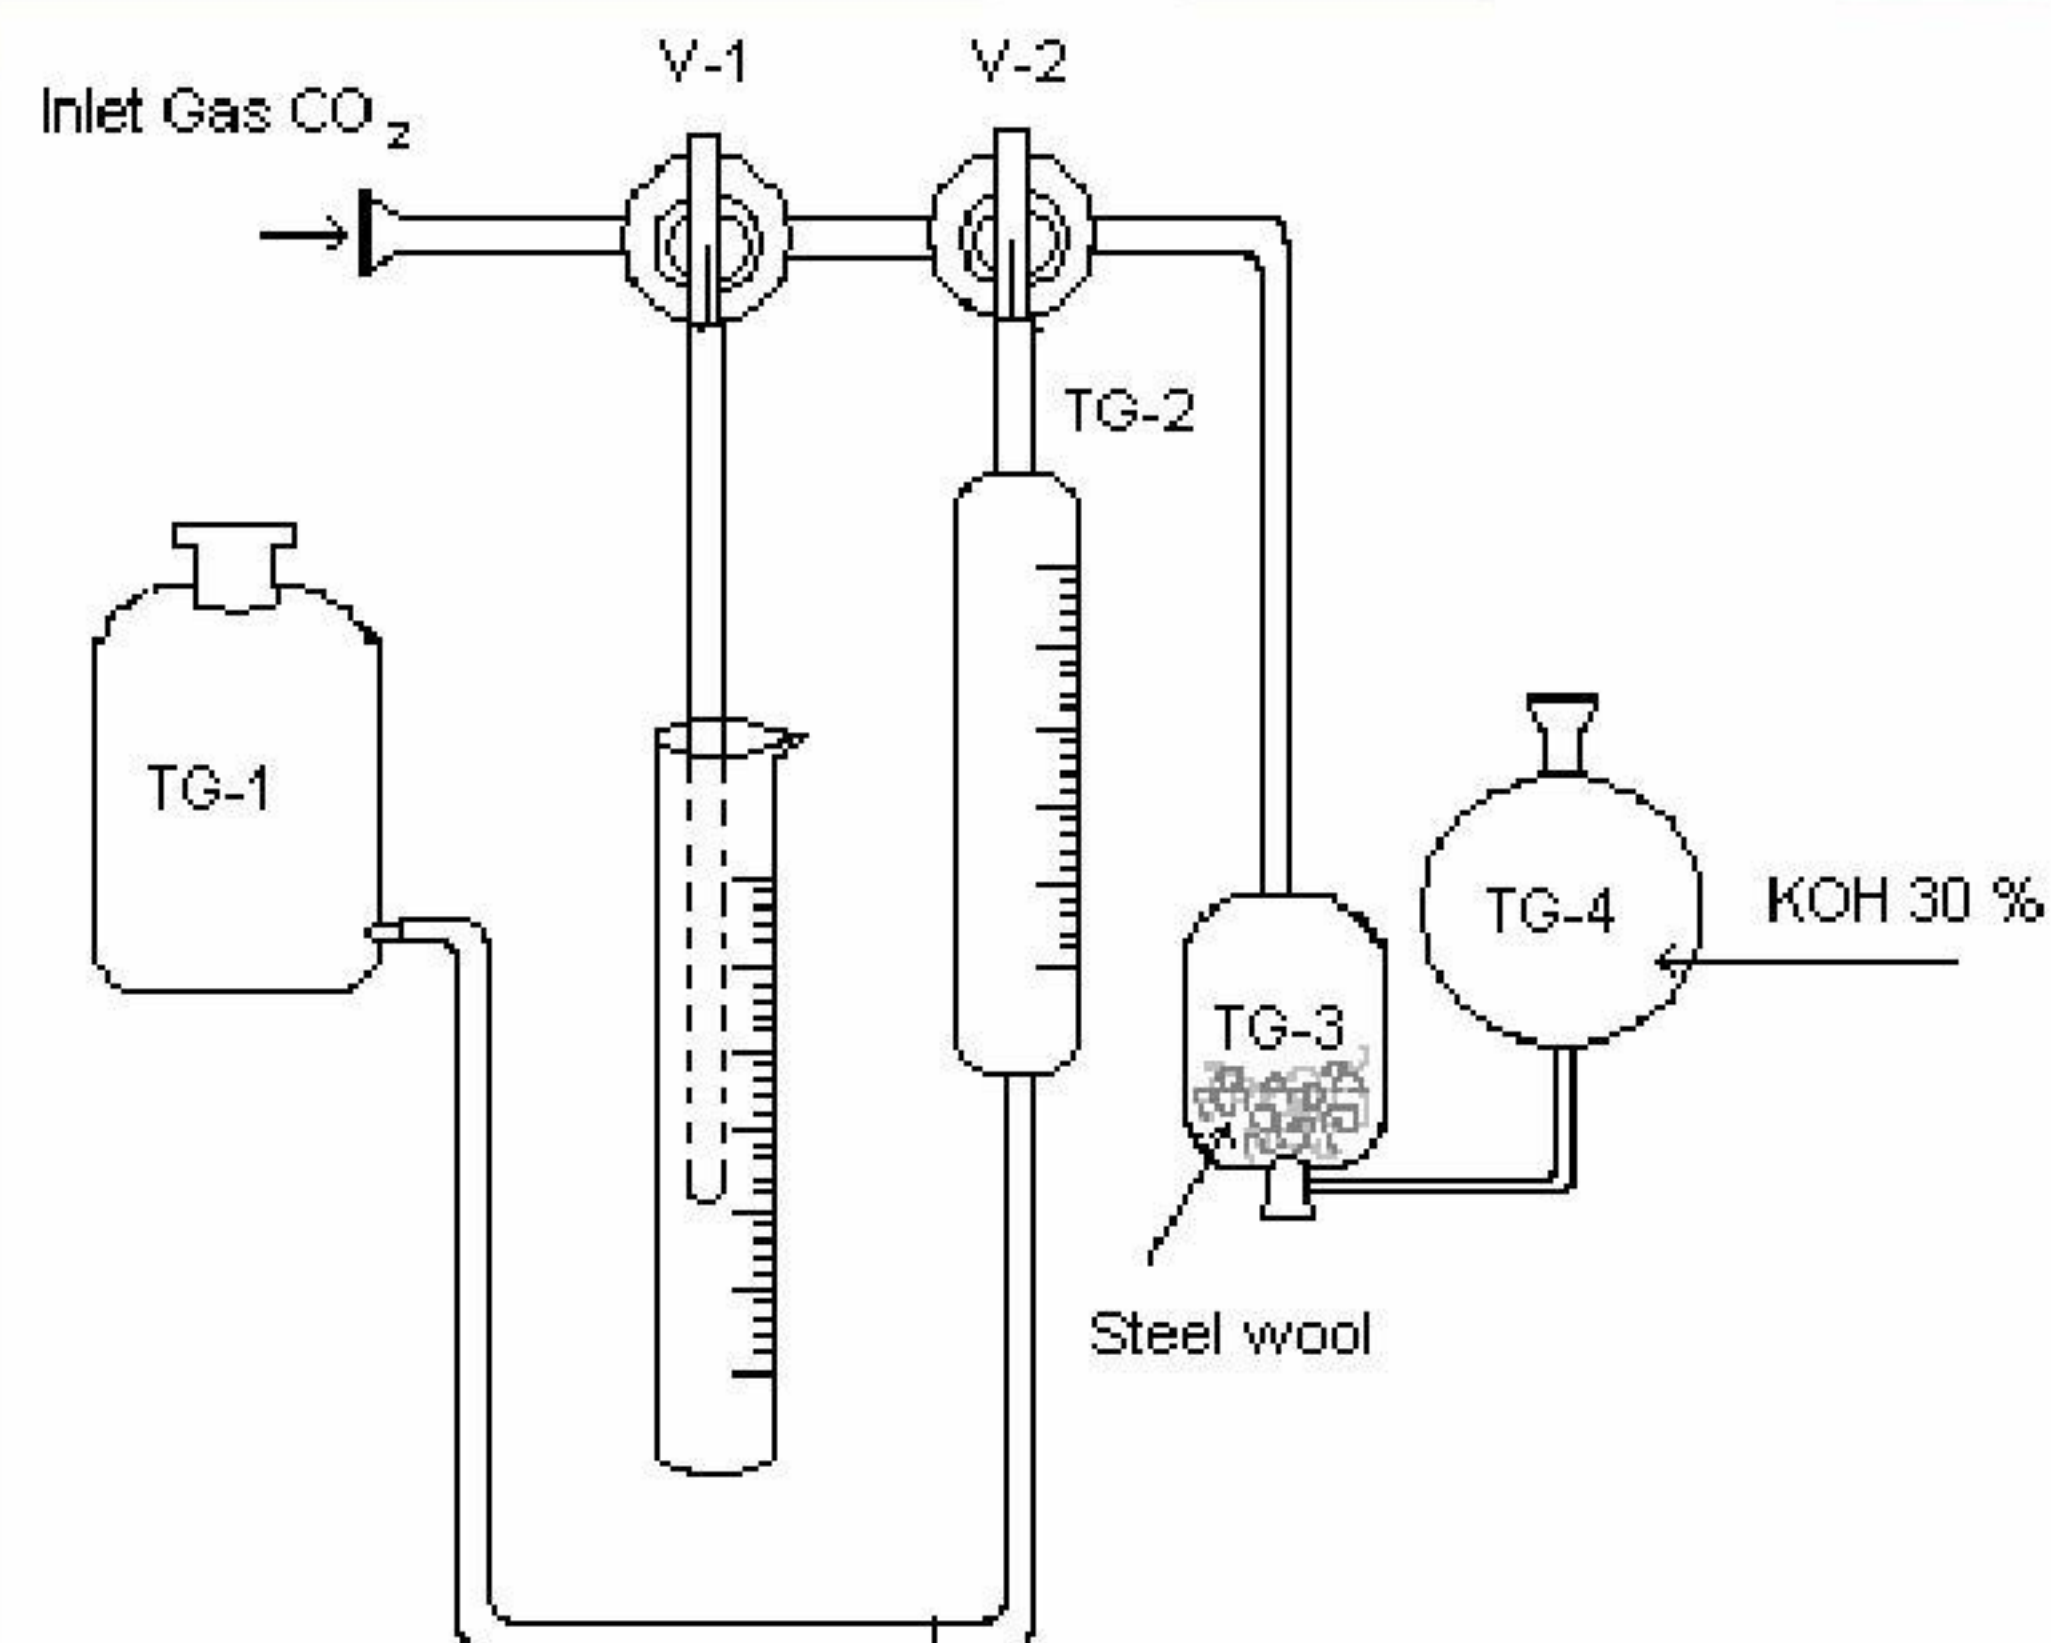 V-1
V-2
Inlet Gas CO₂
TG-2
TG-1
TG-4
KOH 30 %
TG-3
Steel wool